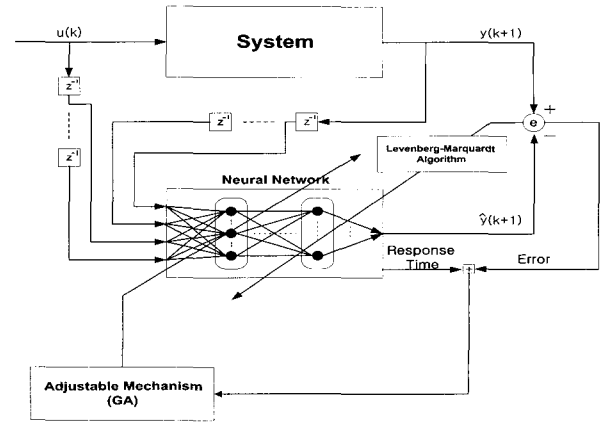 u(k)
System
y(k+1)
z⁻¹
z⁻¹
z⁻¹
z⁻¹
e
+
−
Levenberg-Marquardt
Algorithm
Neural Network
ŷ(k+1)
Response
Time
+
Error
Adjustable Mechanism
(GA)